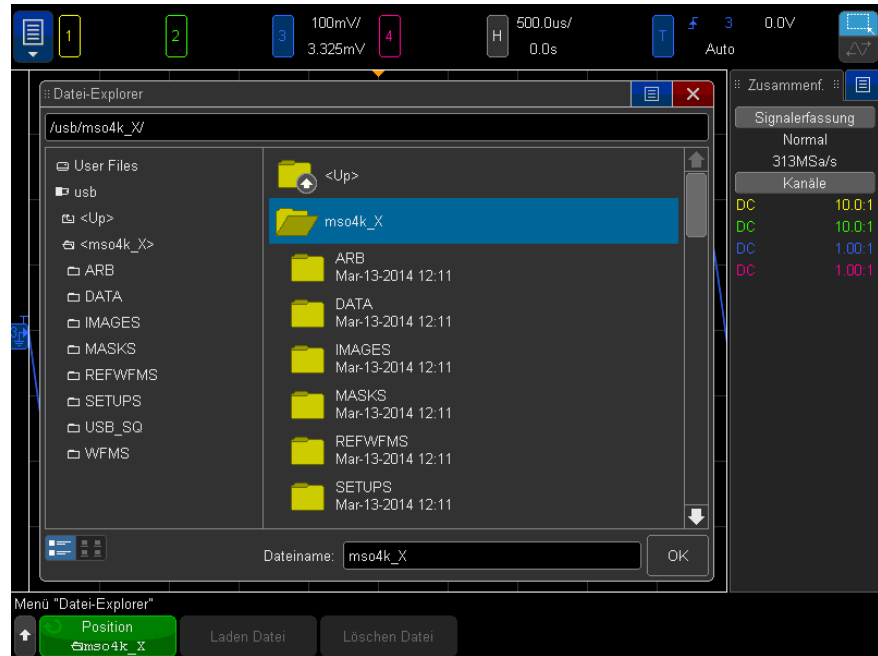 1
2
3
100mV/
3.325mV
4
H
500.0us/
0.0s
T
3
0.0V
Auto
Datei-Explorer
/usb/mso4k_X/
User Files
usb
<Up>
<mso4k_X>
ARB
DATA
IMAGES
MASKS
REFWFMS
SETUPS
USB_SQ
WFMS
<Up>
mso4k_X
ARB
Mar-13-2014 12:11
DATA
Mar-13-2014 12:11
IMAGES
Mar-13-2014 12:11
MASKS
Mar-13-2014 12:11
REFWFMS
Mar-13-2014 12:11
SETUPS
Mar-13-2014 12:11
Dateiname:
mso4k_X
OK
Zusammenf.
Signalerfassung
Normal
313MSa/s
Kanäle
DC 10.0:1
DC 10.0:1
DC 1.00:1
DC 1.00:1
T
3
Menü "Datei-Explorer"
Position
mso4k_X
Laden Datei
Löschen Datei